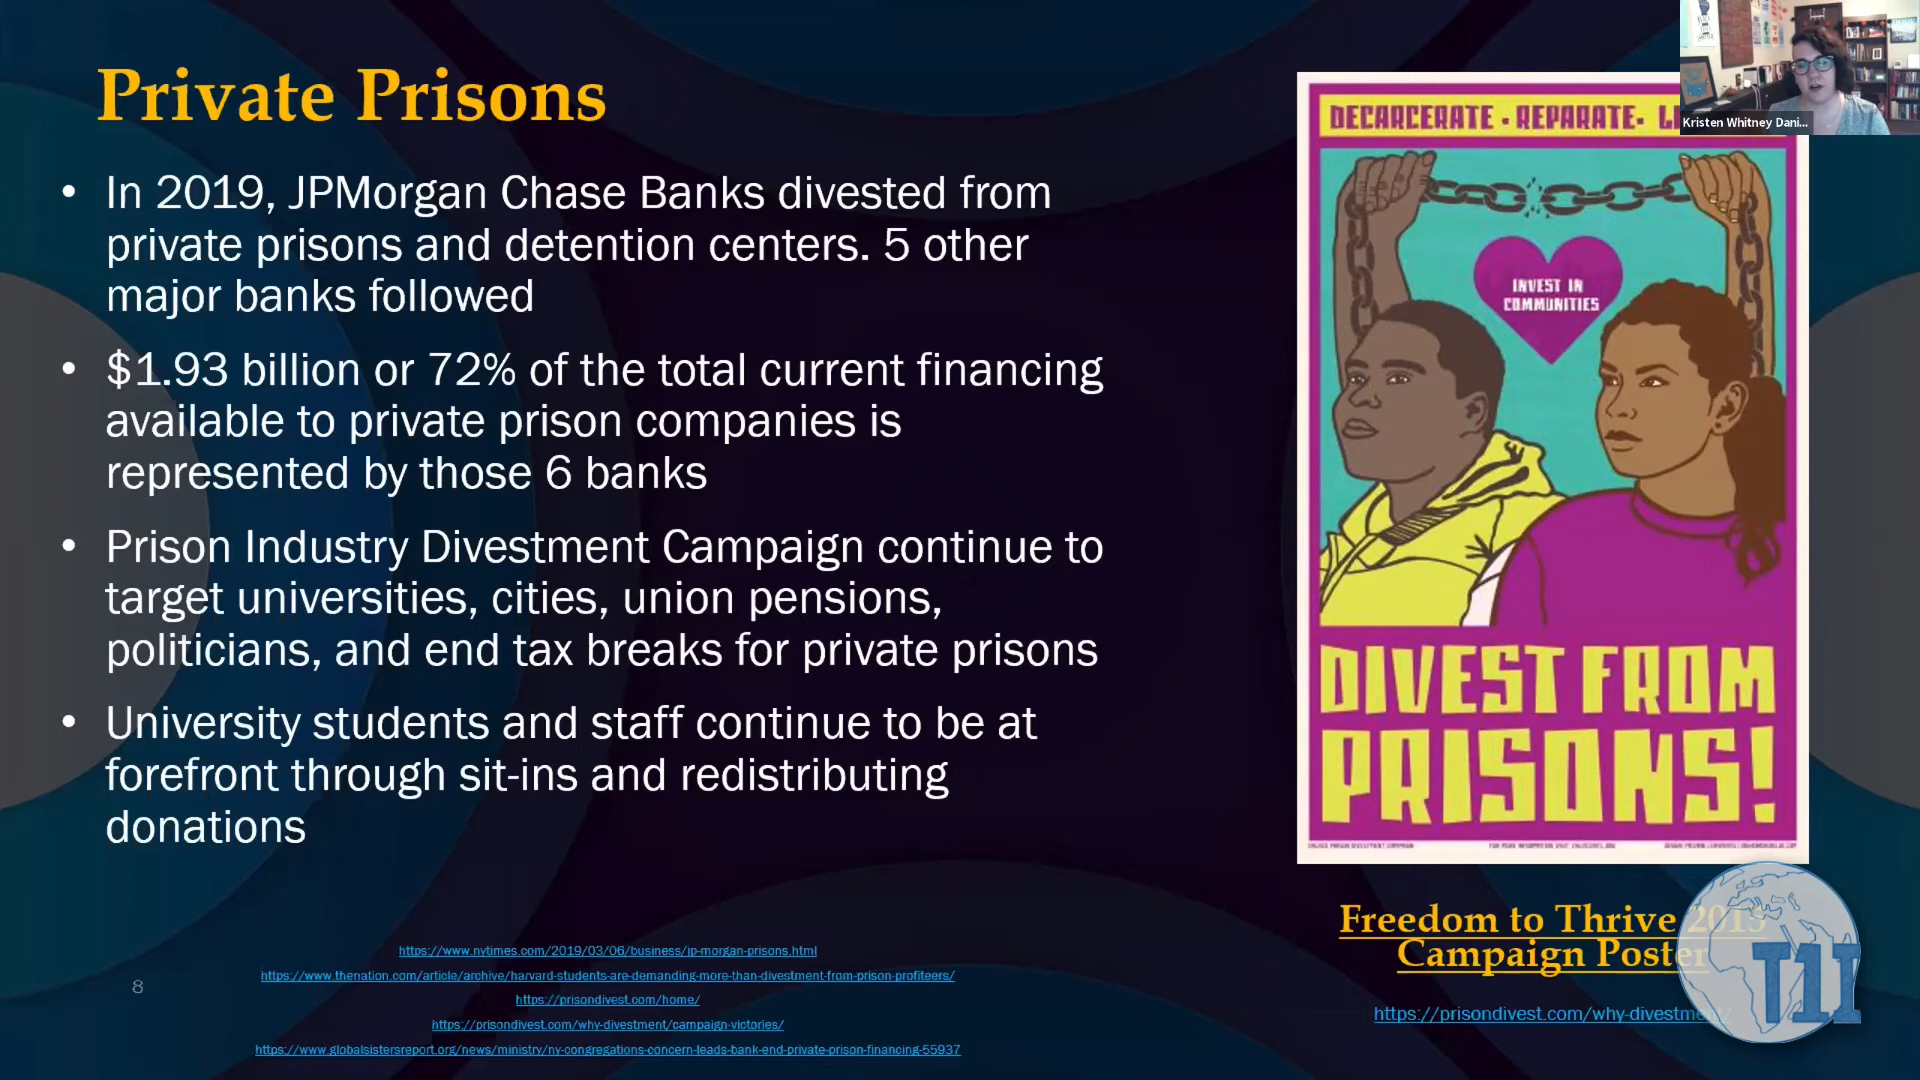 Private Prisons
• In 2019, JPMorgan Chase Banks divested from
private prisons and detention centers. 5 other
major banks followed
• $1.93 billion or 72% of the total current financing
available to private prison companies is
represented by those 6 banks
• Prison Industry Divestment Campaign continue to
target universities, cities, union pensions,
politicians, and end tax breaks for private prisons
• University students and staff continue to be at
forefront through sit-ins and redistributing
donations
https://www.nytimes.com/2019/03/06/business/jp-morgan-prisons.html
https://www.thenation.com/article/archive/harvard-students-are-demanding-more-than-divestment-from-prison-profiteers/
https://prisondivest.com/home/
https://prisondivest.com/why-divestment/campaign-victories/
https://www.globalsistersreport.org/news/ministry/ny-congregations-concern-leads-bank-end-private-prison-financing-55937
8
Kristen Whitney Dani...
DECARCERATE • REPARATE •
INVEST IN
COMMUNITIES
DIVEST FROM
PRISONS!
Freedom to Thrive
Campaign Poster
https://prisondivest.com/why-divestment/
T1I